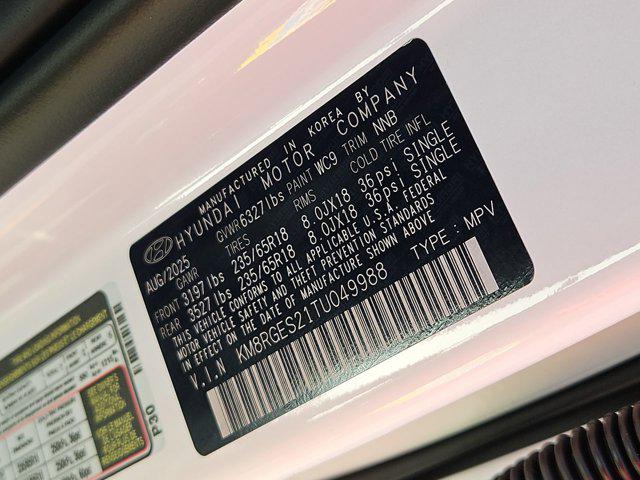 MANUFACTURED IN KOREA BY
HYUNDAI MOTOR COMPANY
AUG/2025 GVWR 6327 lbs PAINT WC9 TRIM NNB
GAWR TIRES RIMS COLD TIRE INFL
FRONT 3197 lbs 235/65R18 8.0JX18 36psi SINGLE
REAR 3527 lbs 235/65R18 8.0JX18 36psi SINGLE
THIS VEHICLE CONFORMS TO ALL APPLICABLE U.S.A. FEDERAL
MOTOR VEHICLE SAFETY AND THEFT PREVENTION STANDARDS
IN EFFECT ON THE DATE OF MANUFACTURE SHOWN ABOVE.
V.I.N KM8RGES21TU049988 TYPE : MPV
P30